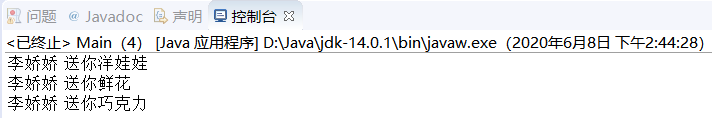 问题 @ Javadoc 声明 控制台
<已终止> Main（4） [Java 应用程序] D:\Java\jdk-14.0.1\bin\javaw.exe（2020年6月8日 下午2:44:28）
李娇娇 送你洋娃娃
李娇娇 送你鲜花
李娇娇 送你巧克力